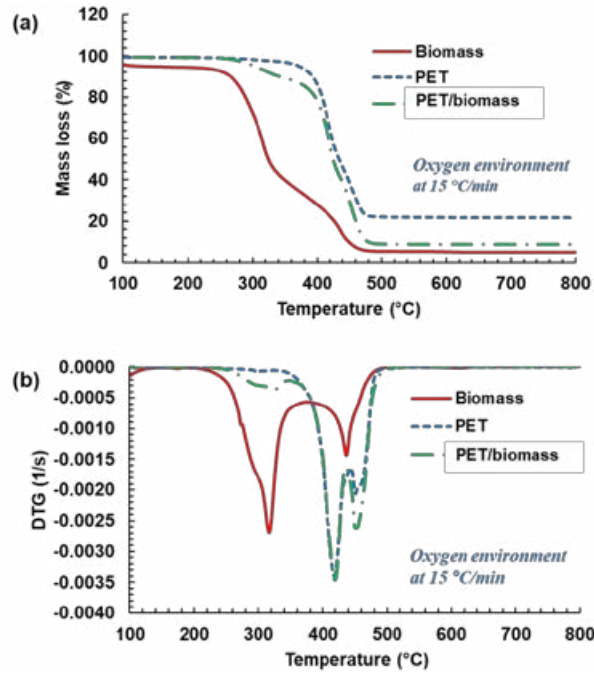 (a)
120
100
80
60
40
20
0
Mass loss (%)
Biomass
PET
PET/biomass
Oxygen environment
at 15 °C/min
100 200 300 400 500 600 700 800
Temperature (°C)
(b)
0.0000
-0.0005
-0.0010
-0.0015
-0.0020
-0.0025
-0.0030
-0.0035
-0.0040
DTG (1/s)
Biomass
PET
PET/biomass
Oxygen environment
at 15 °C/min
100 200 300 400 500 600 700 800
Temperature (°C)